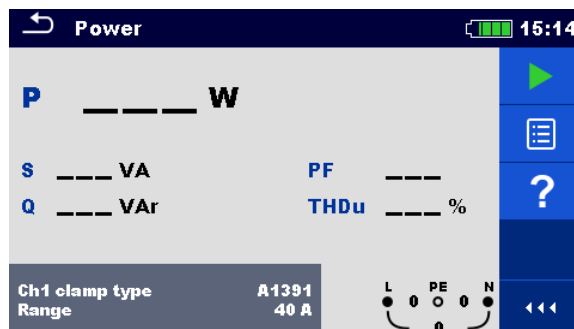 Power 15:14
P ___ W
S ___ VA PF ___
Q ___ VAr THDu ___ %
?
Ch1 clamp type A1391
Range 40 A
L PE N
0 0
0